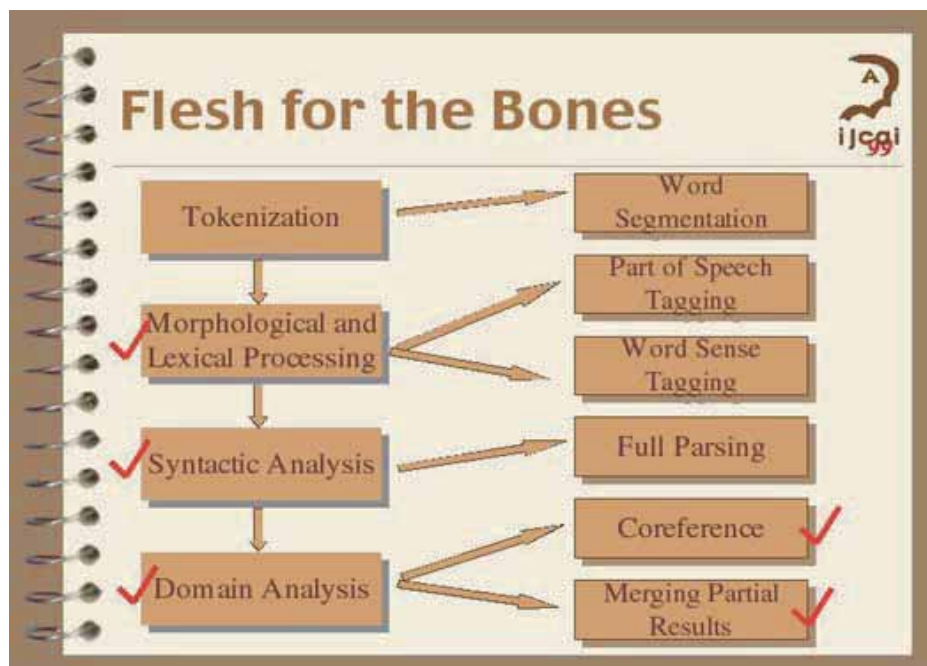 Flesh for the Bones
A
ijcai
99
Tokenization
Word
Segmentation
Morphological and
Lexical Processing
Part of Speech
Tagging
Word Sense
Tagging
Syntactic Analysis
Full Parsing
Domain Analysis
Coreference
Merging Partial
Results